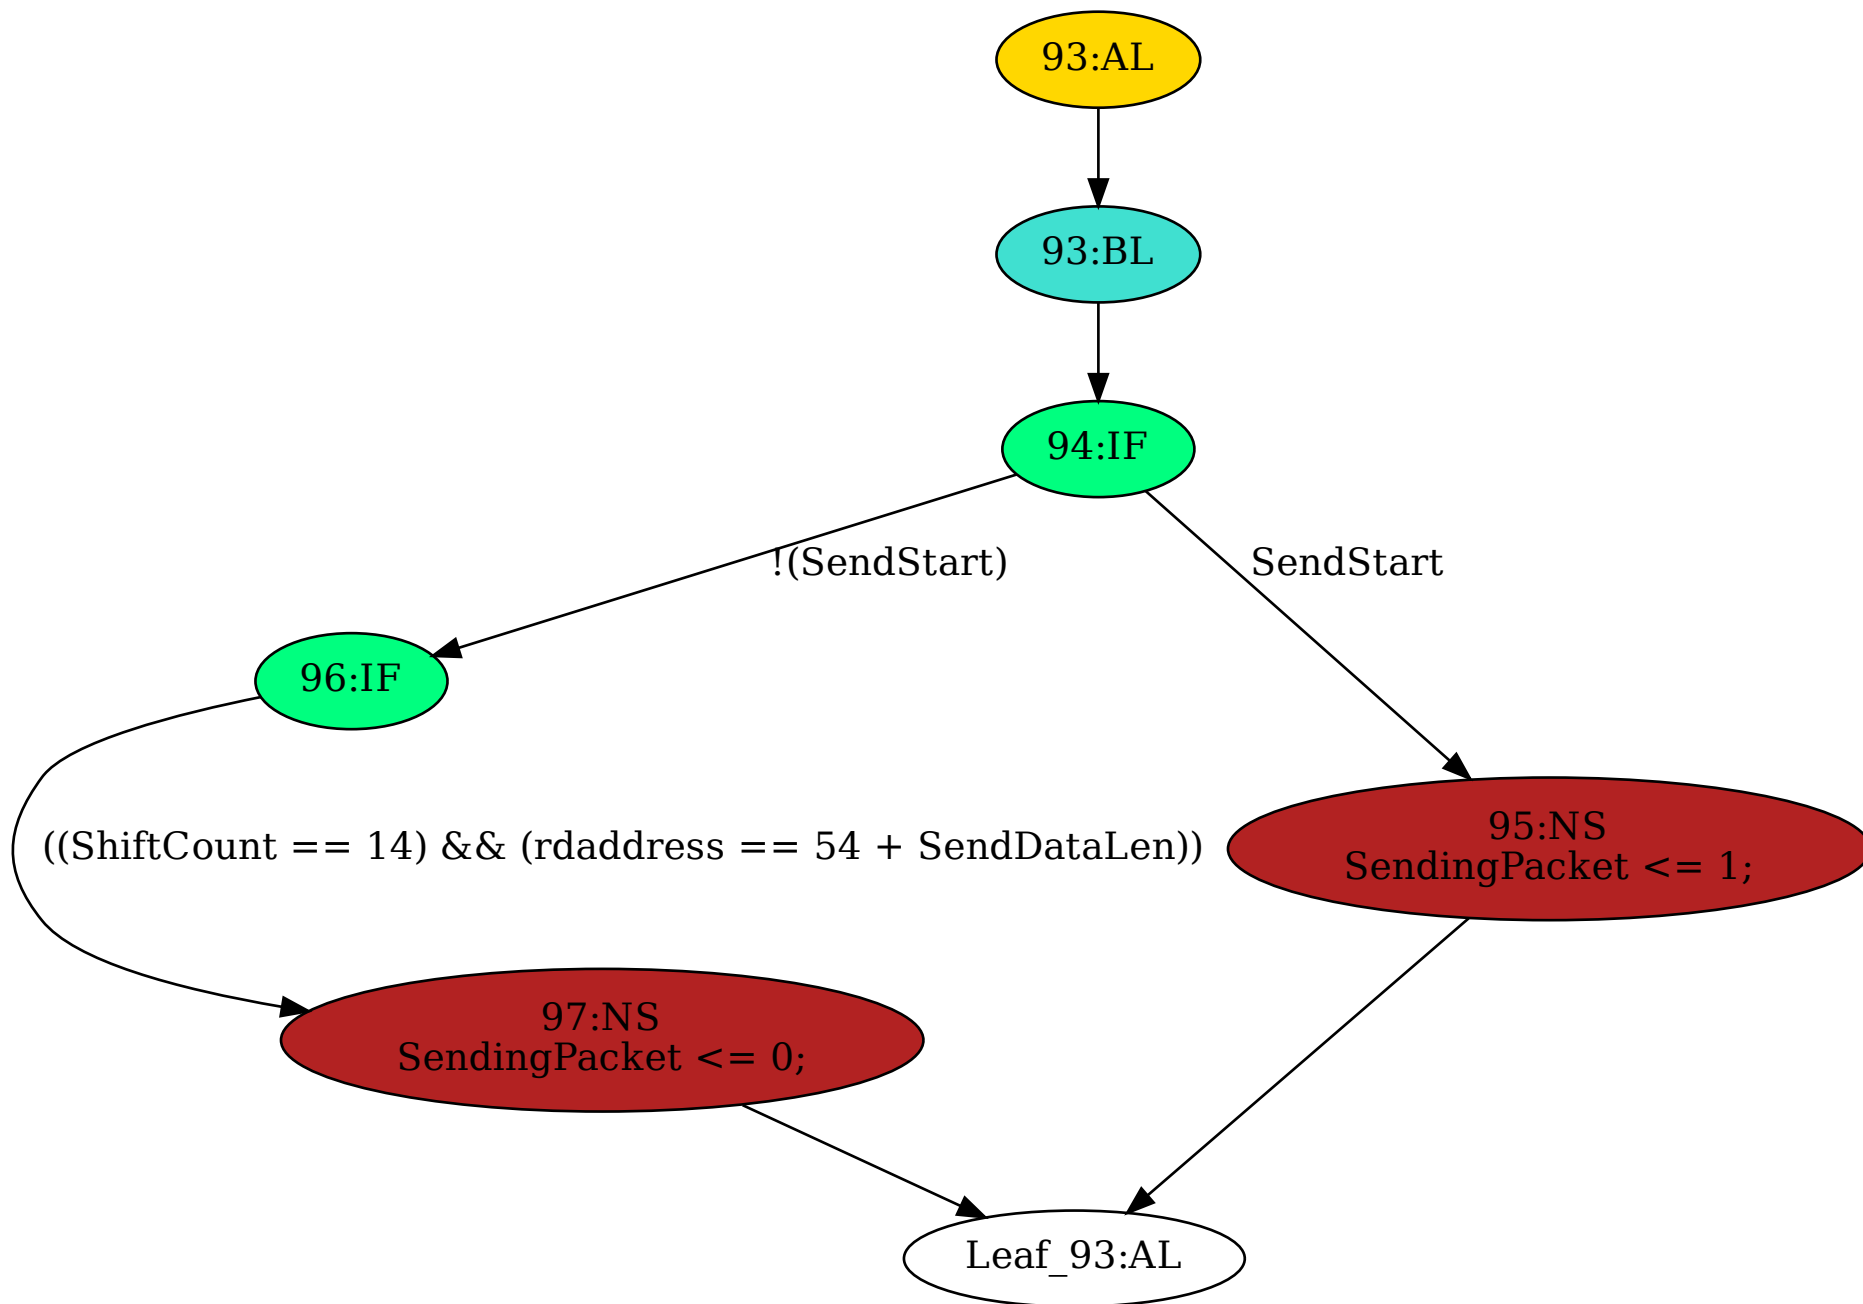 93:AL
93:BL
94:IF
!(SendStart)
SendStart
96:IF
((ShiftCount == 14) && (rdaddress == 54 + SendDataLen))
95:NS
SendingPacket <= 1;
97:NS
SendingPacket <= 0;
Leaf_93:AL